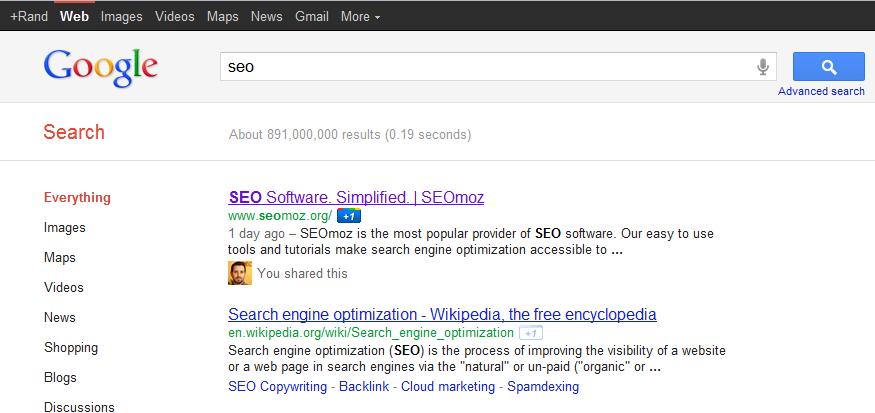 +Rand Web Images Videos Maps News Gmail More
Google
seo
Advanced search
Search
About 891,000,000 results (0.19 seconds)
Everything
Images
Maps
Videos
News
Shopping
Blogs
Discussions
SEO Software. Simplified. | SEOmoz
www.seomoz.org/ +1
1 day ago – SEOmoz is the most popular provider of SEO software. Our easy to use
tools and tutorials make search engine optimization accessible to ...
You shared this
Search engine optimization - Wikipedia, the free encyclopedia
en.wikipedia.org/wiki/Search_engine_optimization +1
Search engine optimization (SEO) is the process of improving the visibility of a website
or a web page in search engines via the "natural" or un-paid ("organic" or ...
SEO Copywriting - Backlink - Cloud marketing - Spamdexing